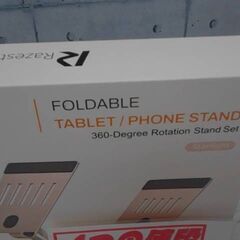 Razest
FOLDABLE
TABLET / PHONE STAND
360-Degree Rotation Stand Set